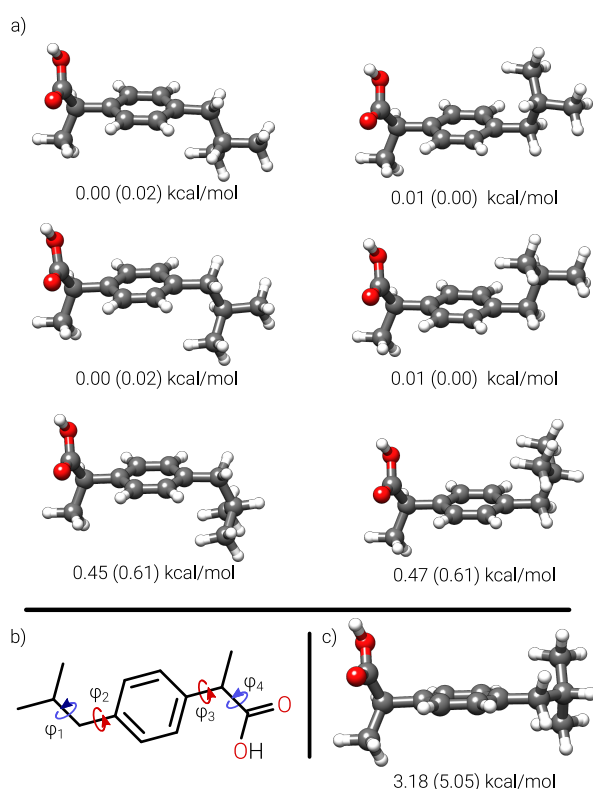 a)
0.00 (0.02) kcal/mol
0.01 (0.00) kcal/mol
0.00 (0.02) kcal/mol
0.01 (0.00) kcal/mol
0.45 (0.61) kcal/mol
0.47 (0.61) kcal/mol
b)
c)
φ2
φ4
φ1
φ3
O
OH
3.18 (5.05) kcal/mol